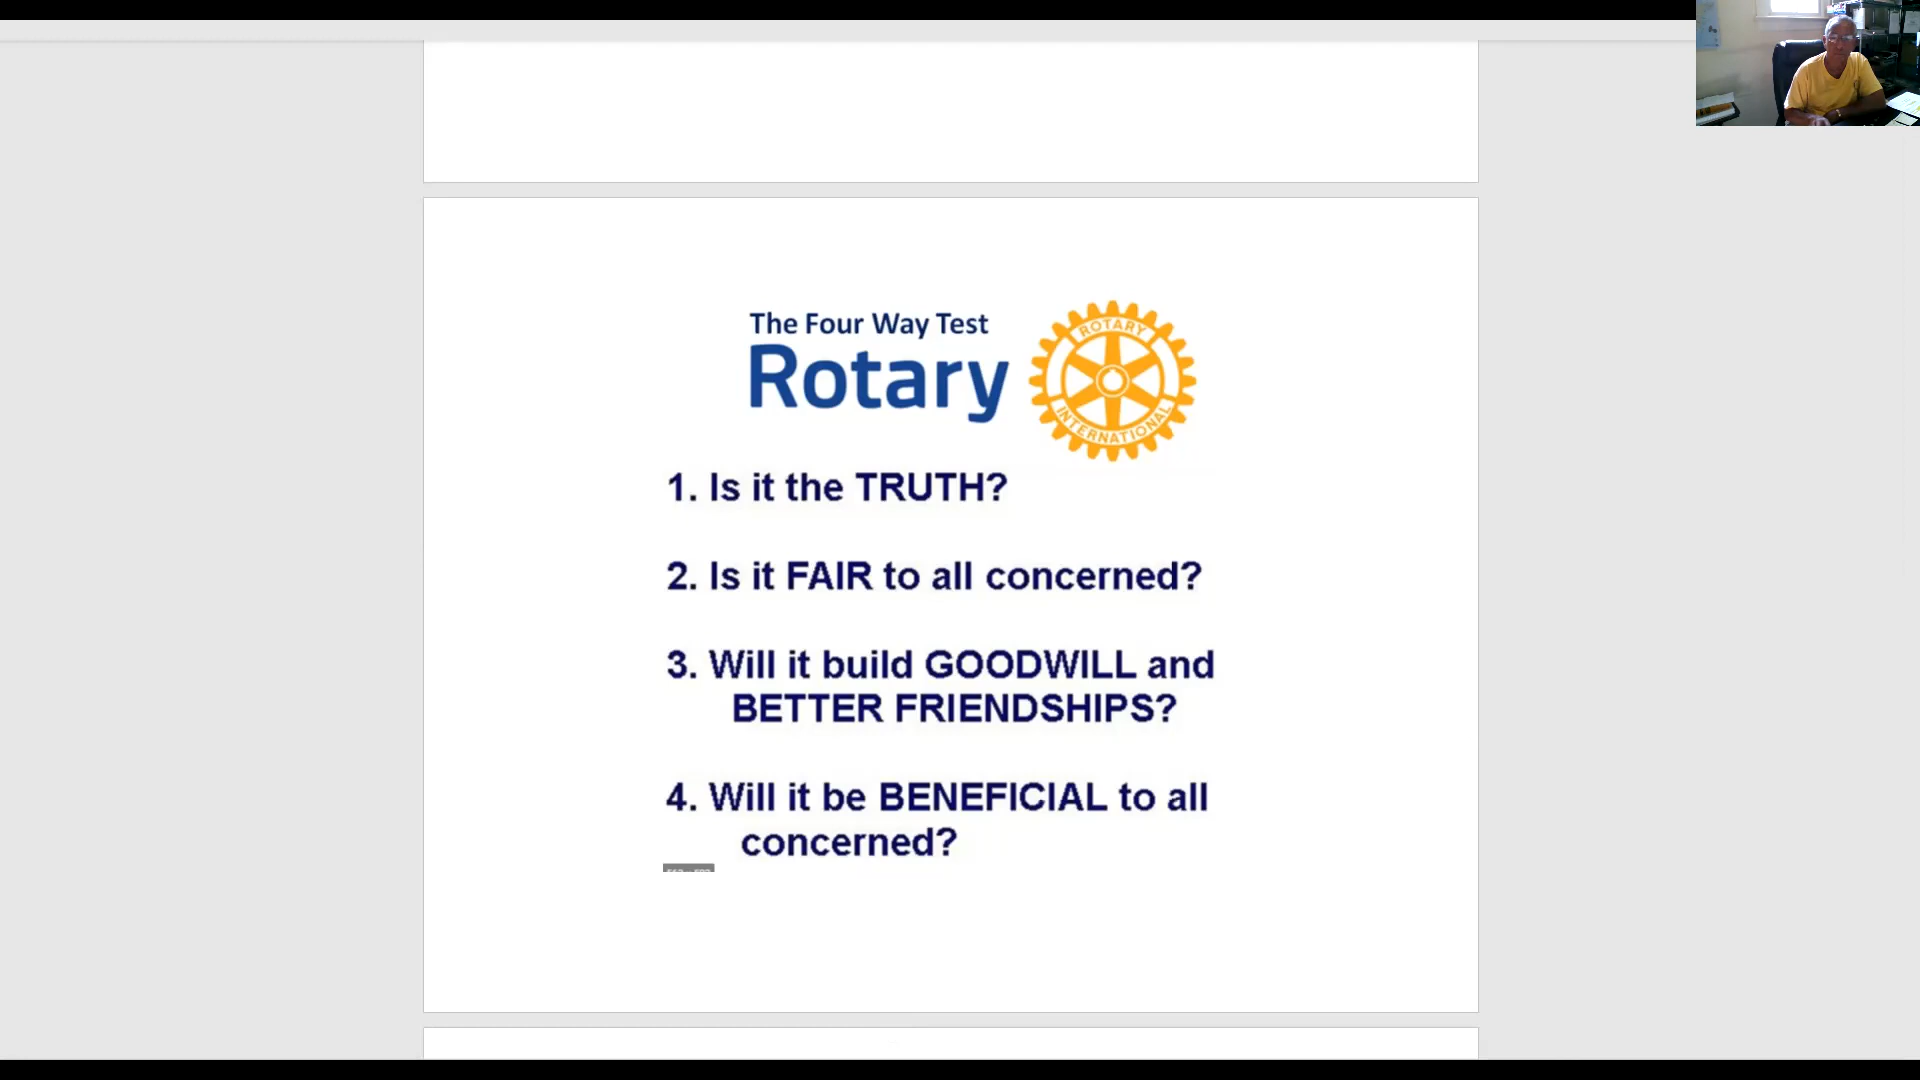 The Four Way Test
Rotary
ROTARY
INTERNATIONAL
1. Is it the TRUTH?
2. Is it FAIR to all concerned?
3. Will it build GOODWILL and
BETTER FRIENDSHIPS?
4. Will it be BENEFICIAL to all
concerned?